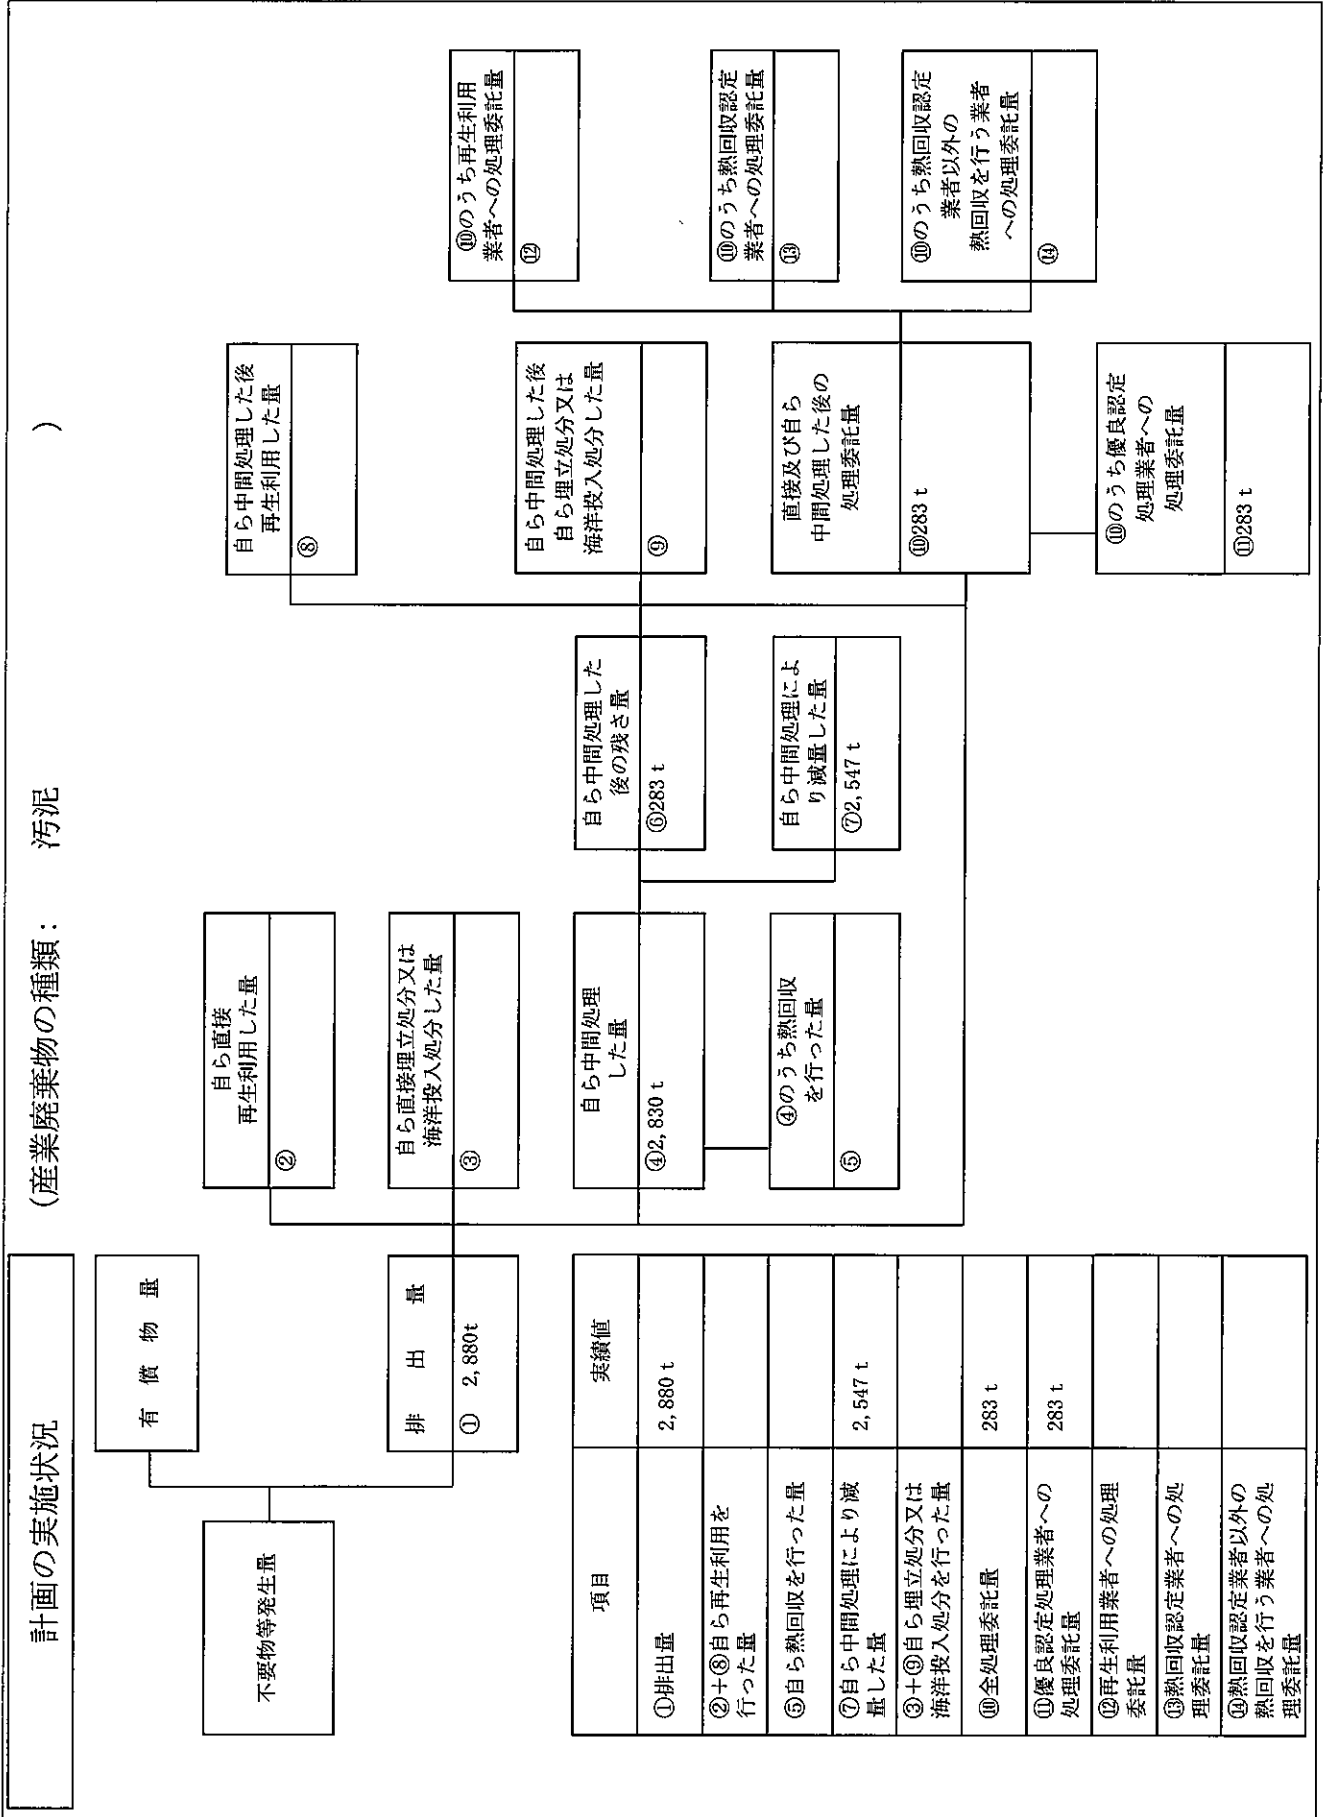 計画の実施状況
(産業廃棄物の種類： 汚泥 )
不要物等発生量
有償物量
排出量
① 2,880t
自ら直接
再生利用した量
②
自ら直接埋立処分又は
海洋投入処分した量
③
自ら中間処理
した量
④2,830 t
④のうち熱回収
を行った量
⑤
自ら中間処理した
後の残さ量
⑥283 t
自ら中間処理によ
り減量した量
⑦2,547 t
自ら中間処理した後
再生利用した量
⑧
自ら中間処理した後
自ら埋立処分又は
海洋投入処分した量
⑨
直接及び自ら
中間処理した後の
処理委託量
⑩283 t
⑩のうち優良認定
処理業者への
処理委託量
⑪283 t
⑩のうち再生利用
業者への処理委託量
⑫
⑩のうち熱回収認定
業者への処理委託量
⑬
⑩のうち熱回収認定
業者以外の
熱回収を行う業者
への処理委託量
⑭
項目 実績値
①排出量 2,880 t
②+⑧自ら再生利用を
行った量
⑤自ら熱回収を行った量
⑦自ら中間処理により減
量した量 2,547 t
③+⑨自ら埋立処分又は
海洋投入処分を行った量
⑩全処理委託量 283 t
⑪優良認定処理業者への
処理委託量 283 t
⑫再生利用業者への処理
委託量
⑬熱回収認定業者への処
理委託量
⑭熱回収認定業者以外の
熱回収を行う業者への処
理委託量